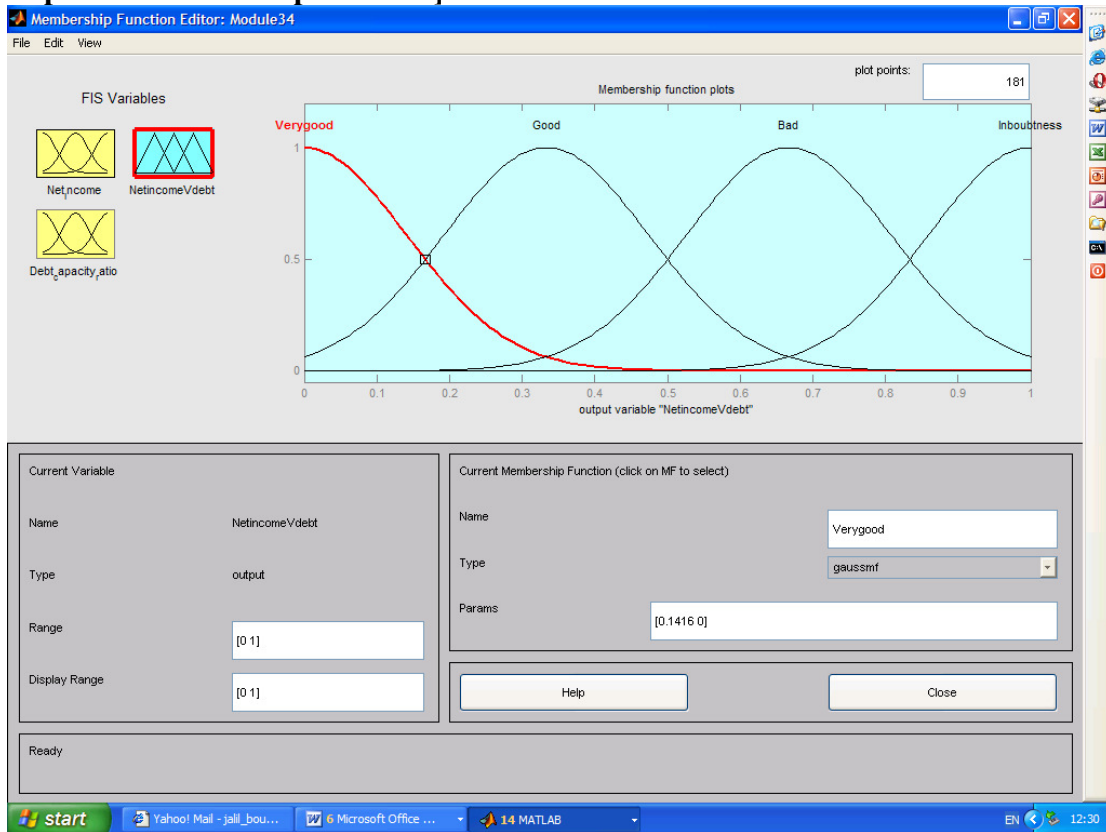 Membership Function Editor: Module34
File Edit View
FIS Variables
Net_income
NetincomeVdebt
Debt_capacity_ratio
plot points:
181
Membership function plots
Verygood
Good
Bad
Inboubtness
1
0.5
0
0 0.1 0.2 0.3 0.4 0.5 0.6 0.7 0.8 0.9 1
output variable "NetincomeVdebt"
Current Variable
Name NetincomeVdebt
Type output
Range [0 1]
Display Range [0 1]
Current Membership Function (click on MF to select)
Name Verygood
Type gaussmf
Params [0.1416 0]
Help
Close
Ready
start
Yahoo! Mail - jalil_bou...
6 Microsoft Office ...
14 MATLAB
EN
12:30